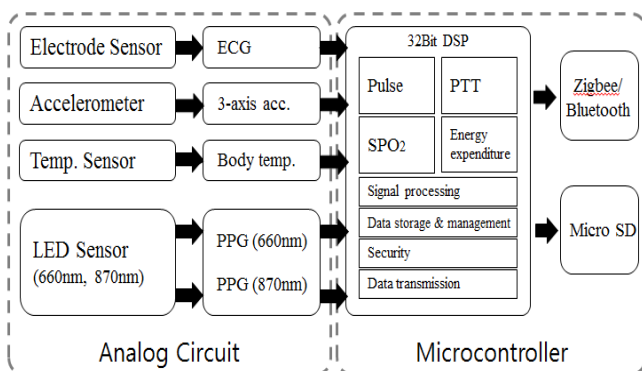 Electrode Sensor
ECG
Accelerometer
3-axis acc.
Temp. Sensor
Body temp.
LED Sensor
(660nm, 870nm)
PPG (660nm)
PPG (870nm)
Analog Circuit
32Bit DSP
Pulse
PTT
SPO2
Energy
expenditure
Signal processing
Data storage & management
Security
Data transmission
Zigbee/
Bluetooth
Micro SD
Microcontroller